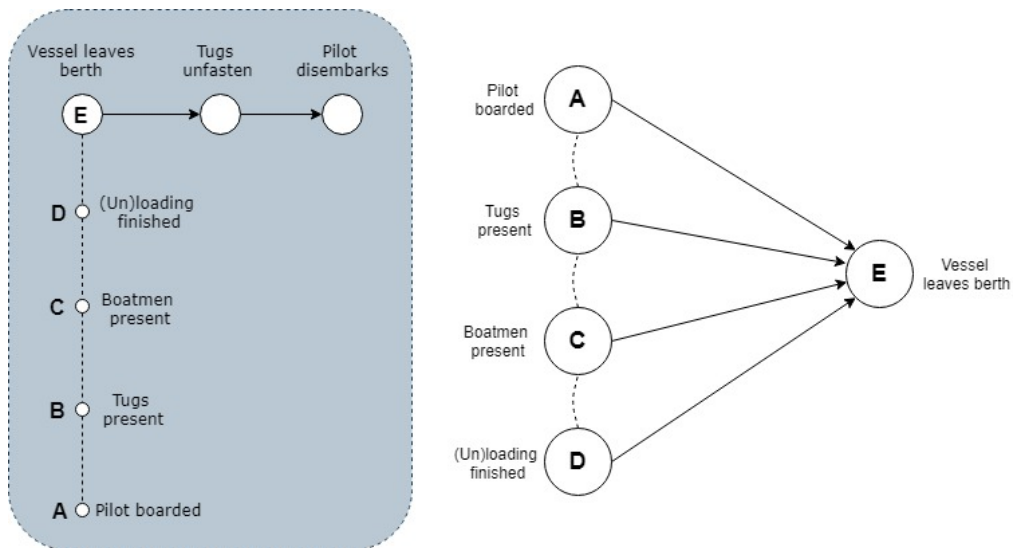 Vessel leaves
berth
Tugs
unfasten
Pilot
disembarks
E
D
(Un)loading
finished
C
Boatmen
present
B
Tugs
present
A
Pilot boarded
Pilot
boarded
A
Tugs
present
B
Boatmen
present
C
(Un)loading
finished
D
E
Vessel
leaves berth